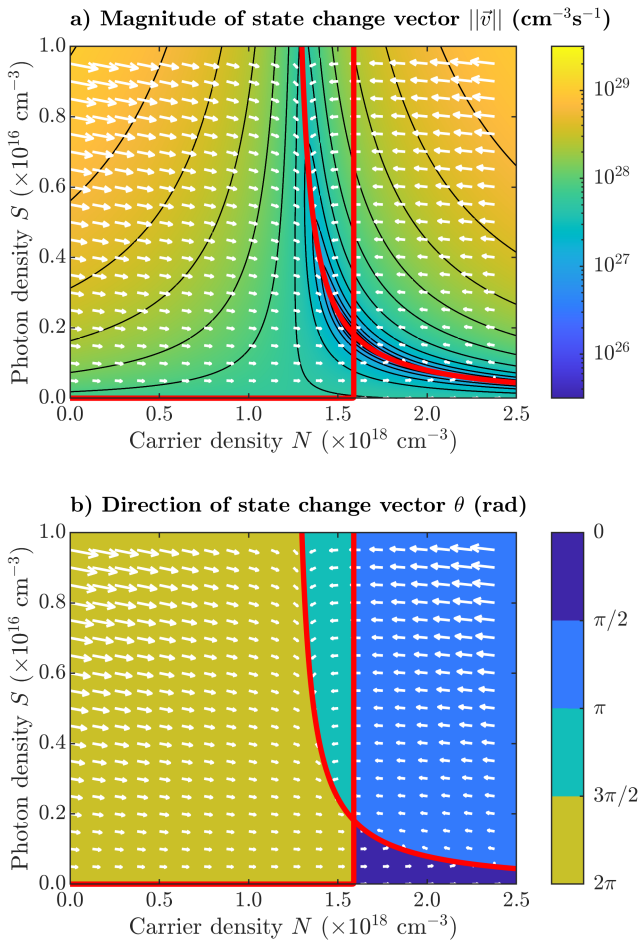 a) Magnitude of state change vector ||v⃗|| (cm⁻³s⁻¹)
1.0
0.8
0.6
0.4
0.2
0.0
Photon density S (×10¹⁶ cm⁻³)
0.0 0.5 1.0 1.5 2.0 2.5
Carrier density N (×10¹⁸ cm⁻³)
10²⁹
10²⁸
10²⁷
10²⁶
b) Direction of state change vector θ (rad)
1.0
0.8
0.6
0.4
0.2
0.0
Photon density S (×10¹⁶ cm⁻³)
0.0 0.5 1.0 1.5 2.0 2.5
Carrier density N (×10¹⁸ cm⁻³)
0
π/2
π
3π/2
2π